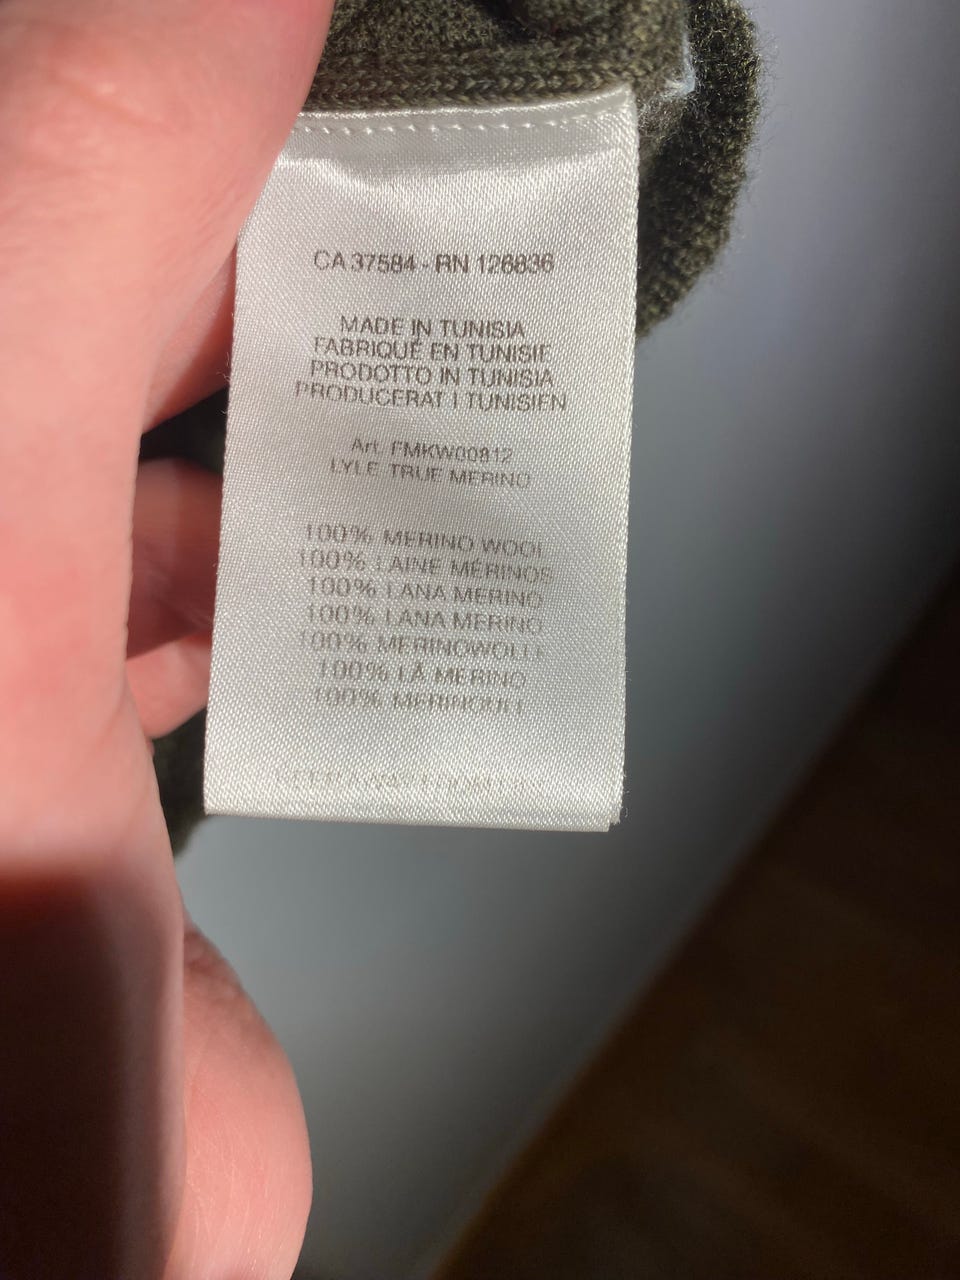 CA 37584 - RN 126836
MADE IN TUNISIA
FABRIQUÉ EN TUNISIE
PRODOTTO IN TUNISIA
PRODUCERAT I TUNISIEN
Art. FMKW00812
LYLE TRUE MERINO
100% MERINO WOOL
100% LAINE MÉRINOS
100% LANA MERINO
100% LANA MERINO
100% MERINOWOLLE
100% LÃ MERINO
100% MERINOULL